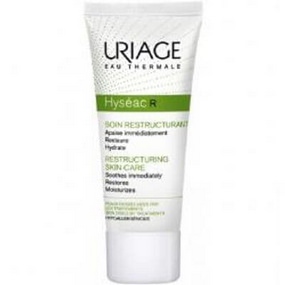 URIAGE
EAU THERMALE
Hyséac R
SOIN RESTRUCTURANT
Apaise immédiatement
Restaure
Hydrate
RESTRUCTURING
SKIN CARE
Soothes immediately
Restores
Moisturizes